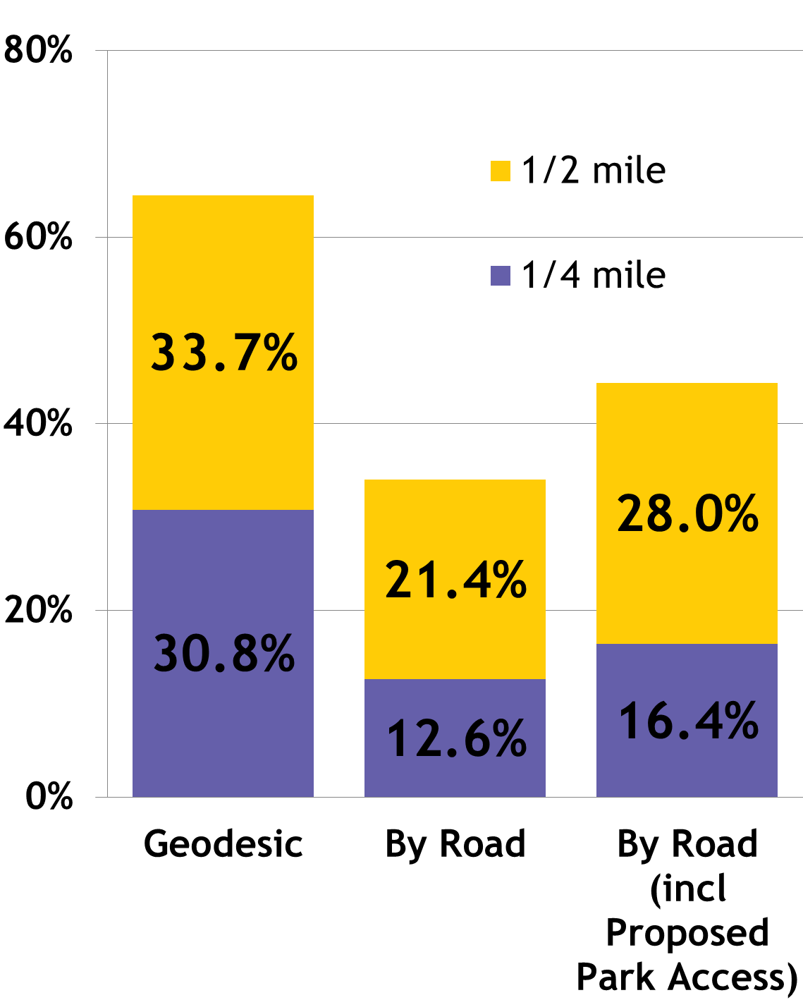 80%
1/2 mile
60%
1/4 mile
33.7%
40%
28.0%
21.4%
20%
30.8%
16.4%
12.6%
0%
Geodesic
By Road
By Road
(incl
Proposed
Park Access)